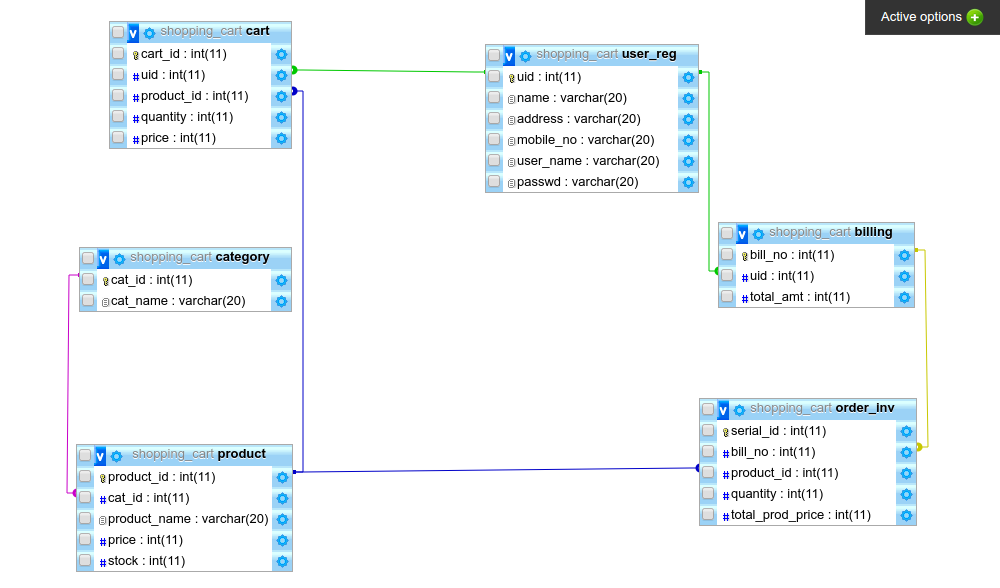 Active options
v shopping_cart cart
cart_id : int(11)
# uid : int(11)
# product_id : int(11)
# quantity : int(11)
# price : int(11)
v shopping_cart user_reg
uid : int(11)
name : varchar(20)
address : varchar(20)
mobile_no : varchar(20)
user_name : varchar(20)
passwd : varchar(20)
v shopping_cart billing
bill_no : int(11)
# uid : int(11)
# total_amt : int(11)
v shopping_cart category
cat_id : int(11)
cat_name : varchar(20)
v shopping_cart order_inv
serial_id : int(11)
# bill_no : int(11)
# product_id : int(11)
# quantity : int(11)
# total_prod_price : int(11)
v shopping_cart product
product_id : int(11)
# cat_id : int(11)
product_name : varchar(20)
# price : int(11)
# stock : int(11)